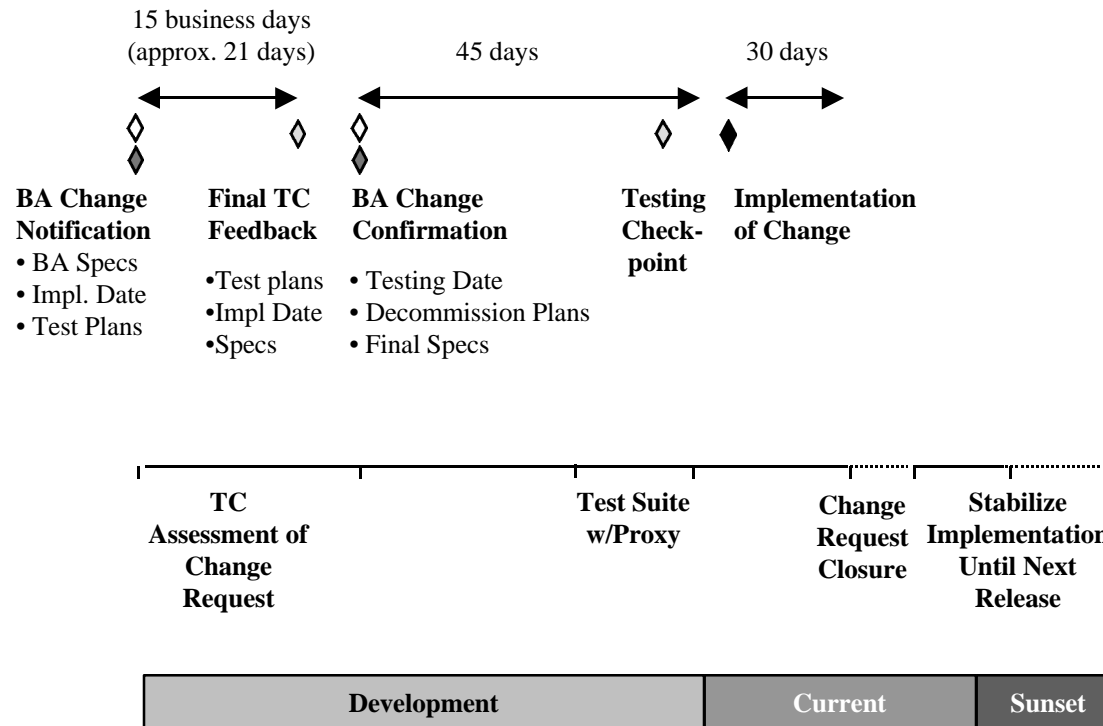 15 business days
(approx. 21 days)
45 days
30 days
BA Change
Notification
• BA Specs
• Impl. Date
• Test Plans
Final TC
Feedback
•Test plans
•Impl Date
•Specs
BA Change
Confirmation
• Testing Date
• Decommission Plans
• Final Specs
Testing
Check-
point
Implementation
of Change
TC
Assessment of
Change
Request
Test Suite
w/Proxy
Change
Request
Closure
Stabilize
Implementation
Until Next
Release
Development
Current
Sunset